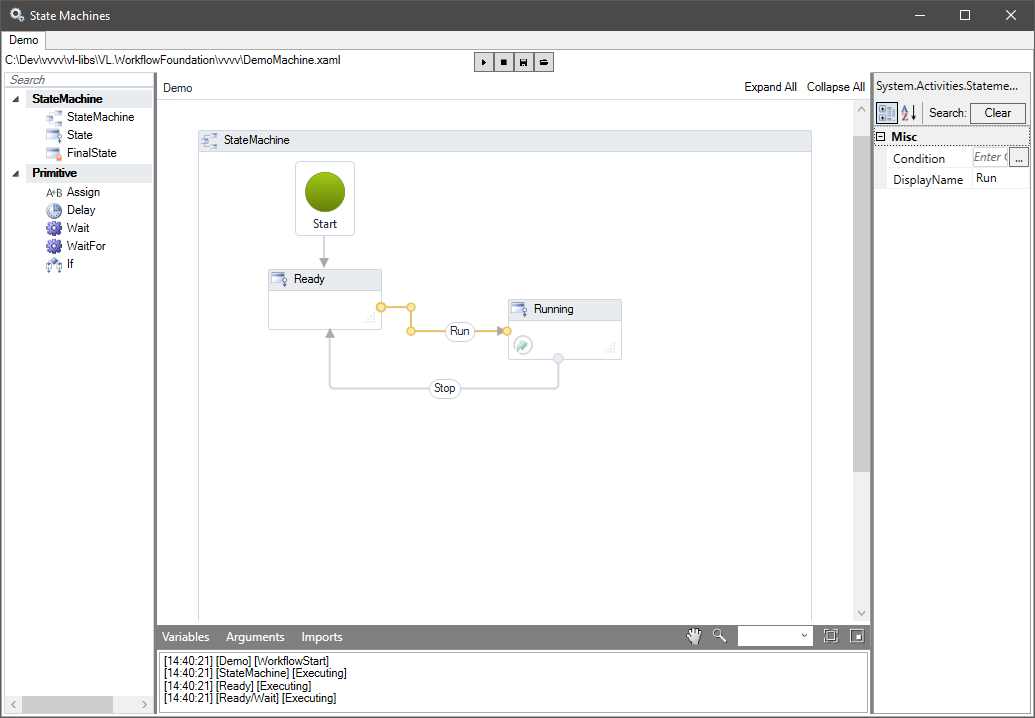 State Machines
Demo
C:\Dev\vvvv\vl-libs\VL.WorkflowFoundation\vvvv\DemoMachine.xaml
Search
StateMachine
StateMachine
State
FinalState
Primitive
A+B Assign
Delay
Wait
WaitFor
If
Demo
Expand All Collapse All
StateMachine
Start
Ready
Running
Run
Stop
System.Activities.Stateme...
Search: Clear
Misc
Condition Enter
...
DisplayName Run
Variables Arguments Imports
[14:40:21] [Demo] [WorkflowStart]
[14:40:21] [StateMachine] [Executing]
[14:40:21] [Ready] [Executing]
[14:40:21] [Ready/Wait] [Executing]